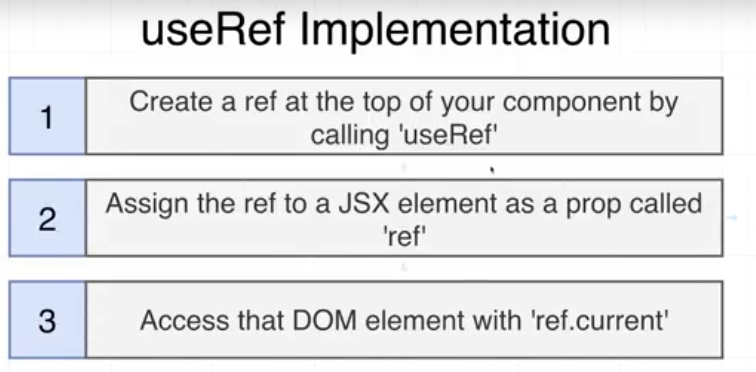 useRef Implementation
1
Create a ref at the top of your component by
calling 'useRef'
2
Assign the ref to a JSX element as a prop called
'ref'
3
Access that DOM element with 'ref.current'